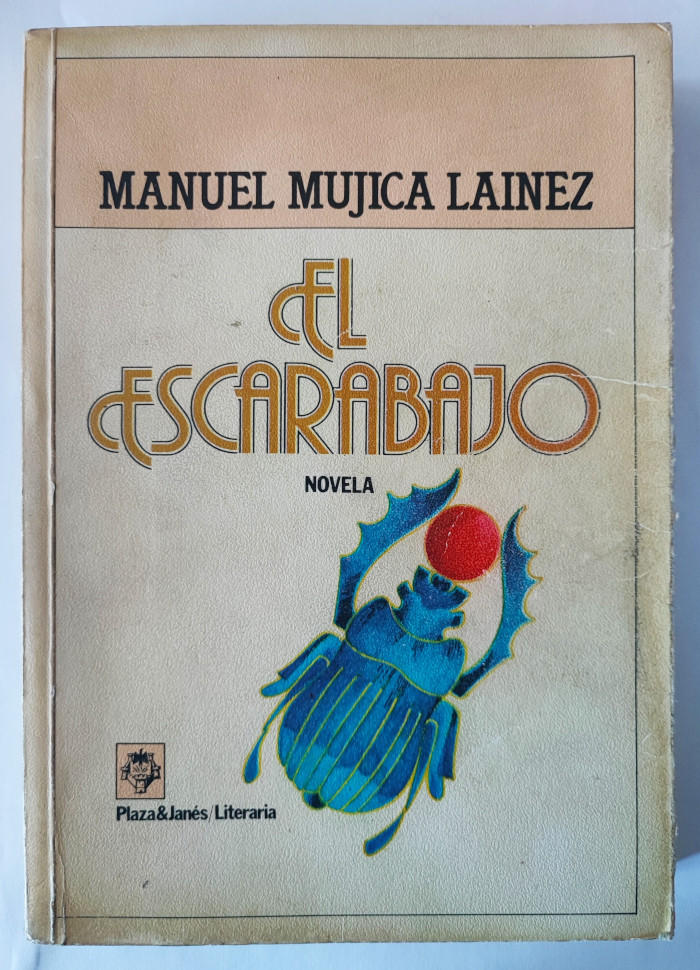 MANUEL MUJICA LAINEZ
EL
ESCARABAJO
NOVELA
Plaza&Janés/Literaria